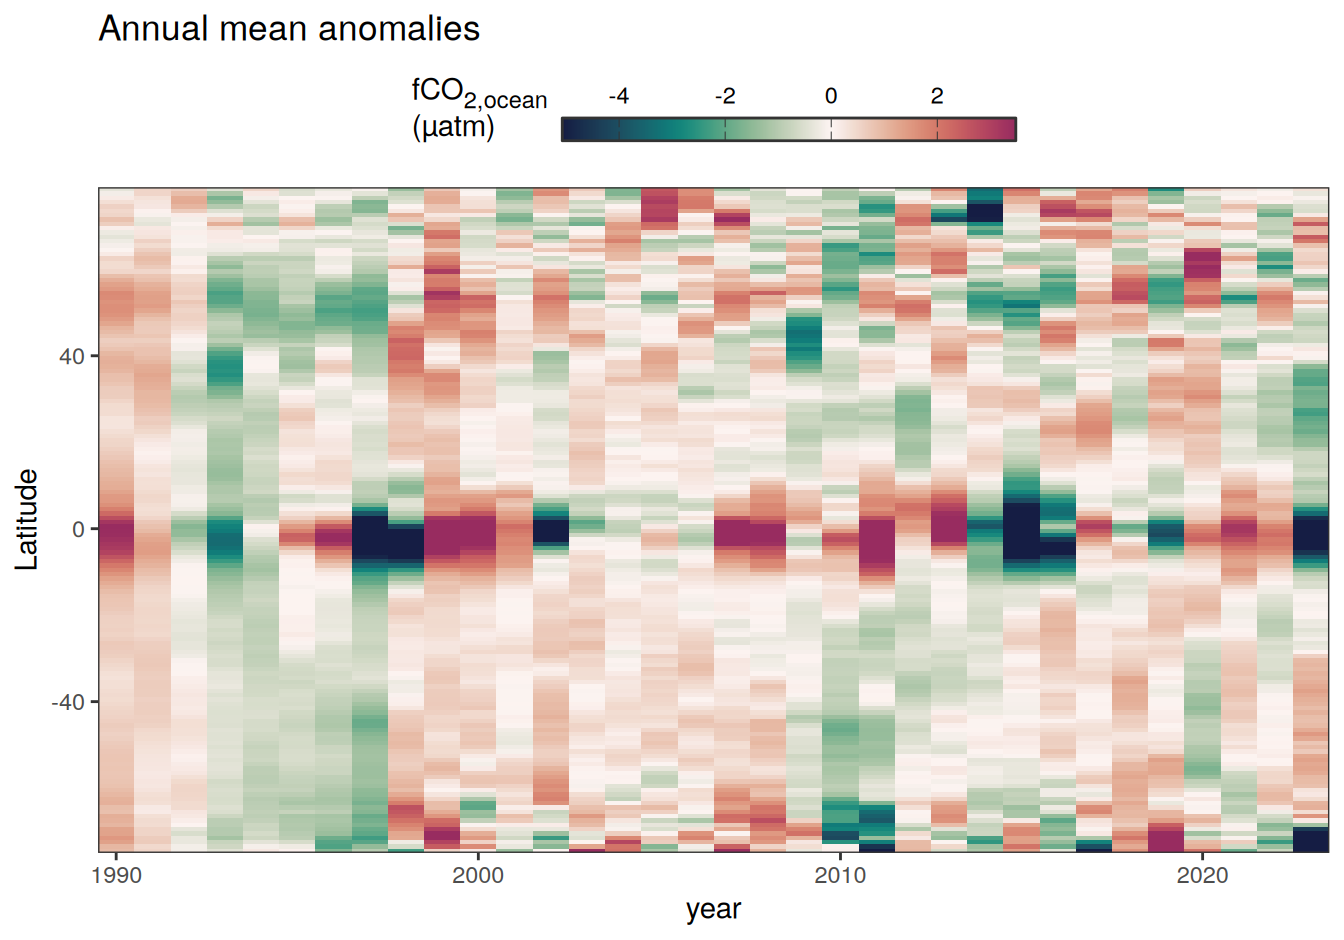 Annual mean anomalies
fCO2,ocean
(µatm)
-4 -2 0 2
Latitude
40
0
-40
1990 2000 2010 2020
year